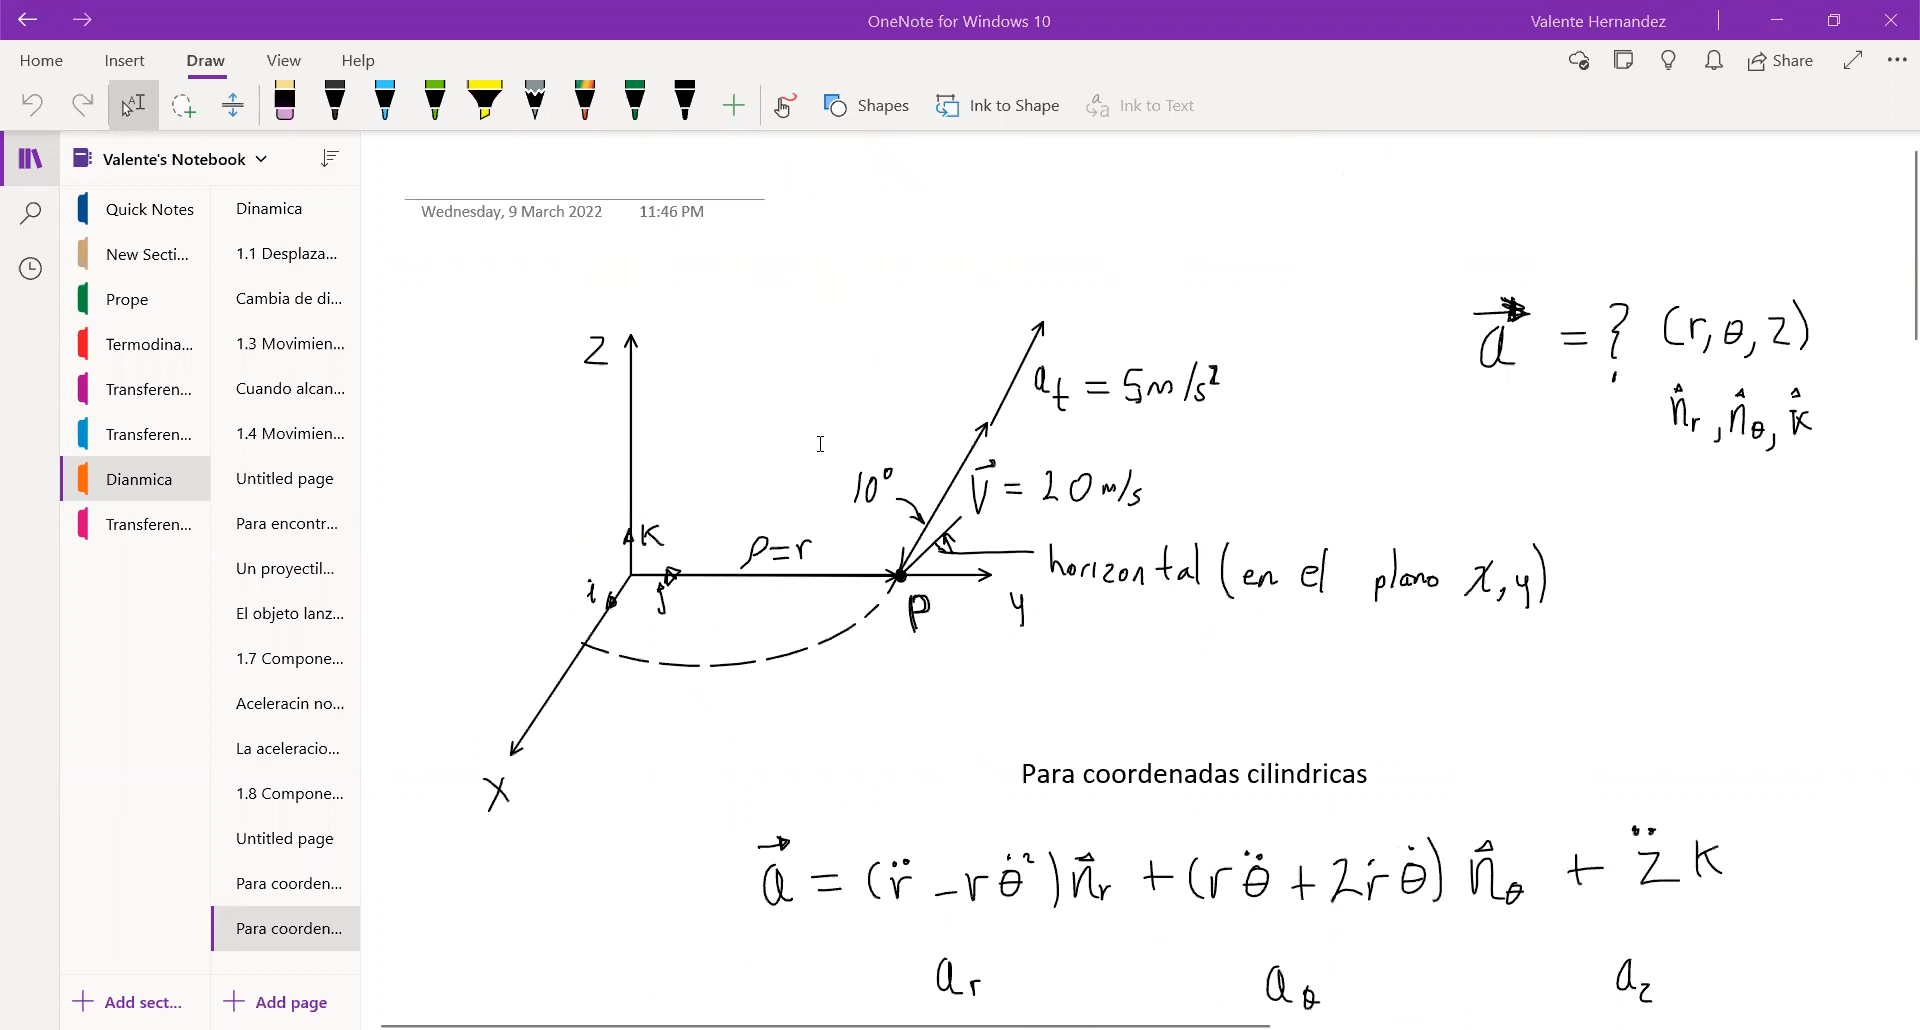 OneNote for Windows 10
Valente Hernandez
Home Insert Draw View Help
Share
Shapes Ink to Shape Ink to Text
Valente's Notebook
Quick Notes
New Secti...
Prope
Termodina...
Transferen...
Transferen...
Dianmica
Transferen...
Add sect...
Dinamica
1.1 Desplaza...
Cambia de di...
1.3 Movimien...
Cuando alcan...
1.4 Movimien...
Untitled page
Para encontr...
Un proyectil...
El objeto lanz...
1.7 Compone...
Aceleracin no...
La aceleracio...
1.8 Compone...
Untitled page
Para coorden...
Para coorden...
Add page
Wednesday, 9 March 2022 11:46 PM
a⃗ = ? (r, θ, z)
n̂r, n̂θ, k̂
Z
at = 5m/s²
10°
V⃗ = 20 m/s
K
ρ=r
horizontal (en el plano x, y)
i
j
P
y
X
Para coordenadas cilindricas
a⃗ = (r̈ - rθ̇²) n̂r + (rθ̈ + 2ṙθ̇) n̂θ + z̈ K
ar aθ az